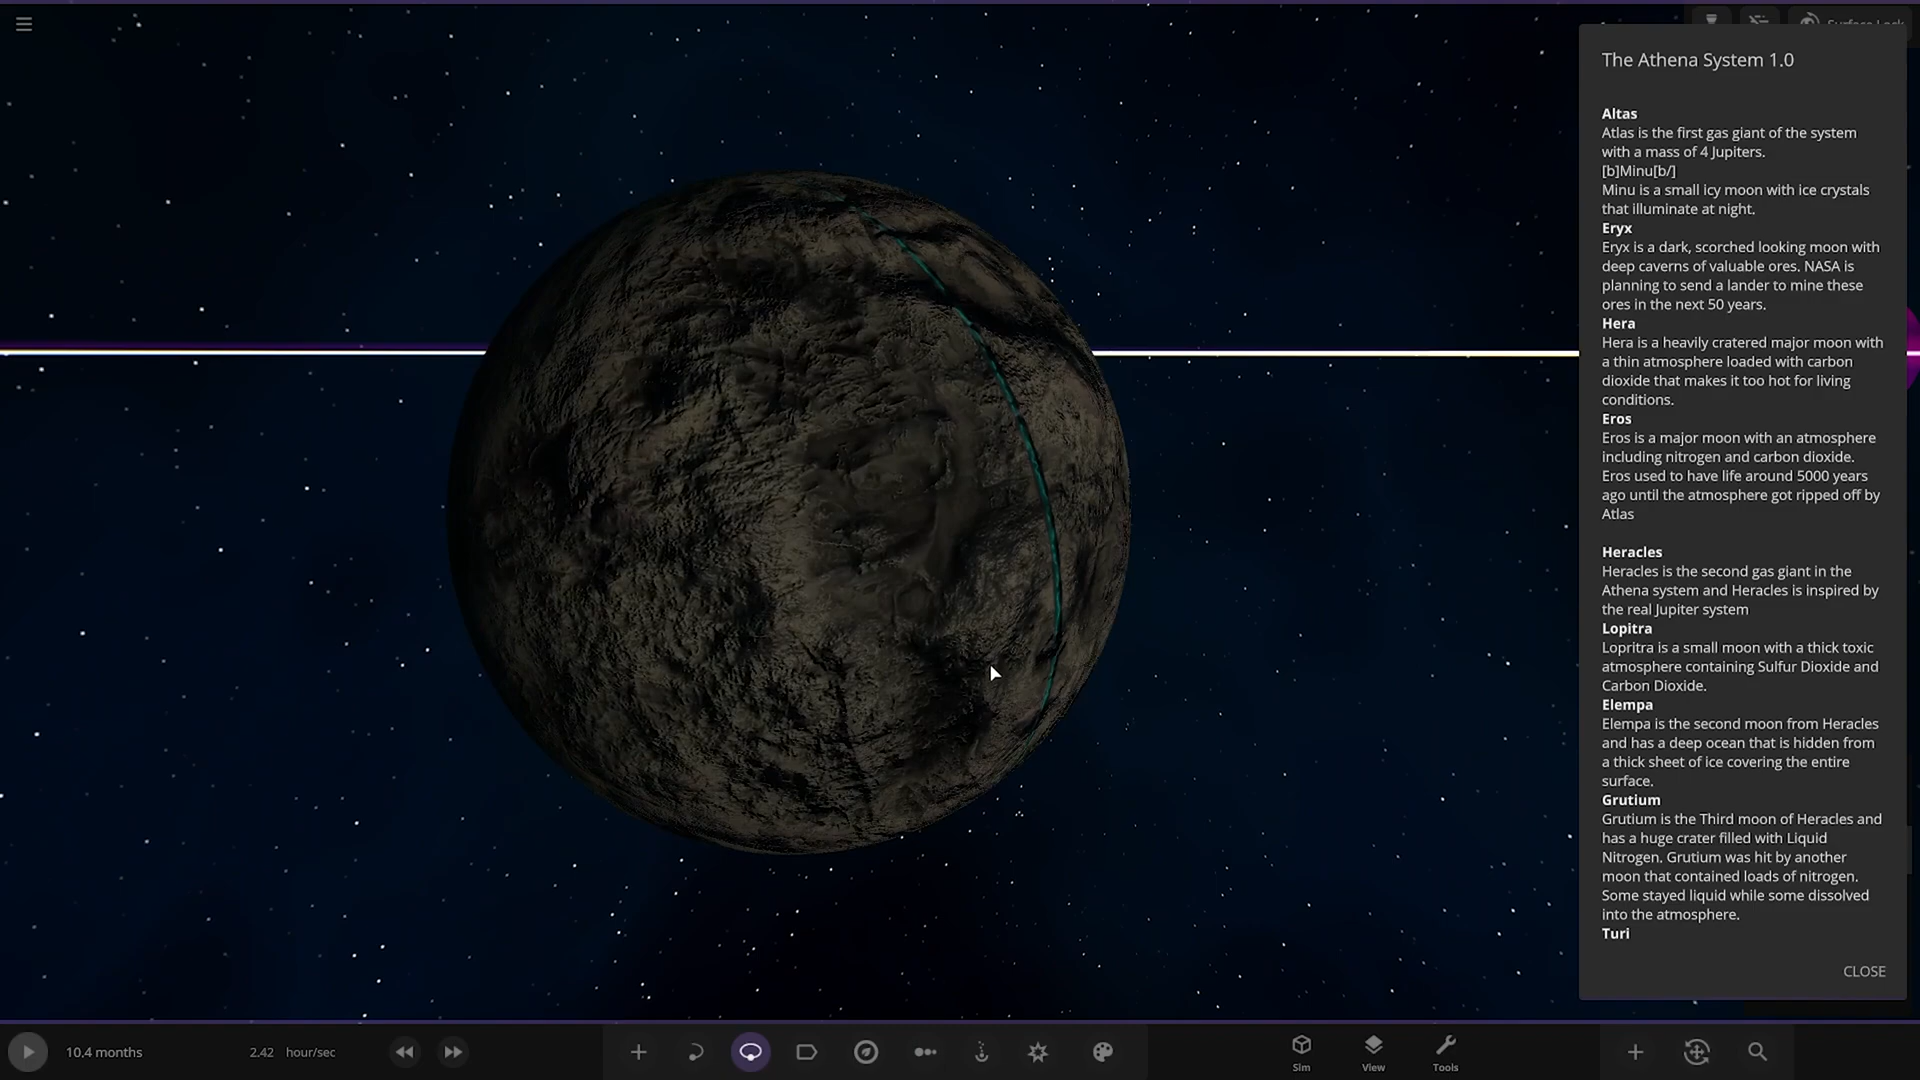 Surface Lock
The Athena System 1.0
Altas
Atlas is the first gas giant of the system
with a mass of 4 Jupiters.
[b]Minu[b/]
Minu is a small icy moon with ice crystals
that illuminate at night.
Eryx
Eryx is a dark, scorched looking moon with
deep caverns of valuable ores. NASA is
planning to send a lander to mine these
ores in the next 50 years.
Hera
Hera is a heavily cratered major moon with
a thin atmosphere loaded with carbon
dioxide that makes it too hot for living
conditions.
Eros
Eros is a major moon with an atmosphere
including nitrogen and carbon dioxide.
Eros used to have life around 5000 years
ago until the atmosphere got ripped off by
Atlas
Heracles
Heracles is the second gas giant in the
Athena system and Heracles is inspired by
the real Jupiter system
Lopitra
Lopritra is a small moon with a thick toxic
atmosphere containing Sulfur Dioxide and
Carbon Dioxide.
Elempa
Elempa is the second moon from Heracles
and has a deep ocean that is hidden from
a thick sheet of ice covering the entire
surface.
Grutium
Grutium is the Third moon of Heracles and
has a huge crater filled with Liquid
Nitrogen. Grutium was hit by another
moon that contained loads of nitrogen.
Some stayed liquid while some dissolved
into the atmosphere.
Turi
CLOSE
10.4 months
2.42 hour/sec
Sim
View
Tools